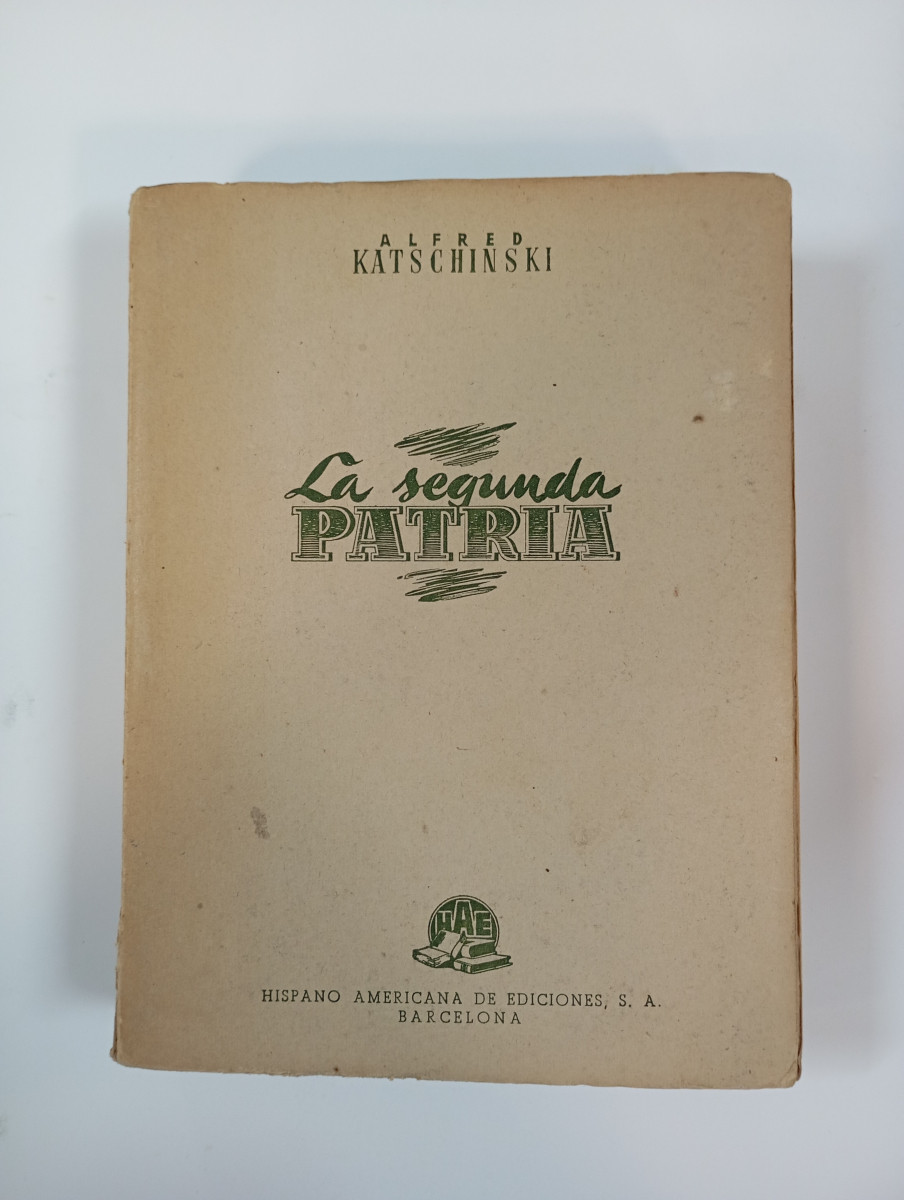 ALFRED
KATSCHINSKI
La segunda
PATRIA
HAE
HISPANO AMERICANA DE EDICIONES, S. A.
BARCELONA